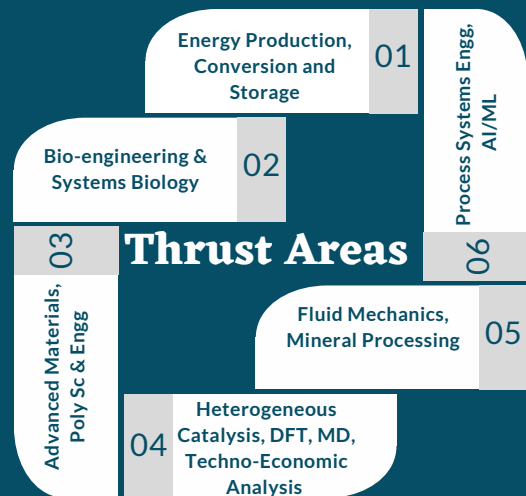 Energy Production,
Conversion and
Storage
01
Bio-engineering &
Systems Biology
02
Thrust Areas
03
Advanced Materials,
Poly Sc & Engg
04
Heterogeneous
Catalysis, DFT, MD,
Techno-Economic
Analysis
Fluid Mechanics,
Mineral Processing
05
Process Systems Engg,
AI/ML
06